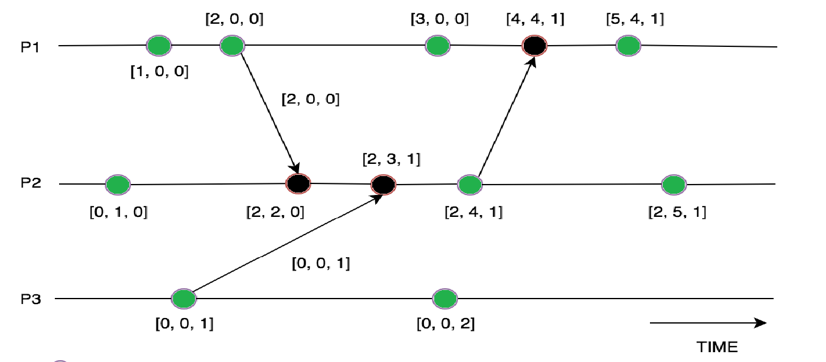 [2, 0, 0] [3, 0, 0] [4, 4, 1] [5, 4, 1]
P1
[1, 0, 0]
[2, 0, 0]
[2, 3, 1]
P2
[0, 1, 0] [2, 2, 0] [2, 4, 1] [2, 5, 1]
[0, 0, 1]
P3
[0, 0, 1] [0, 0, 2]
TIME